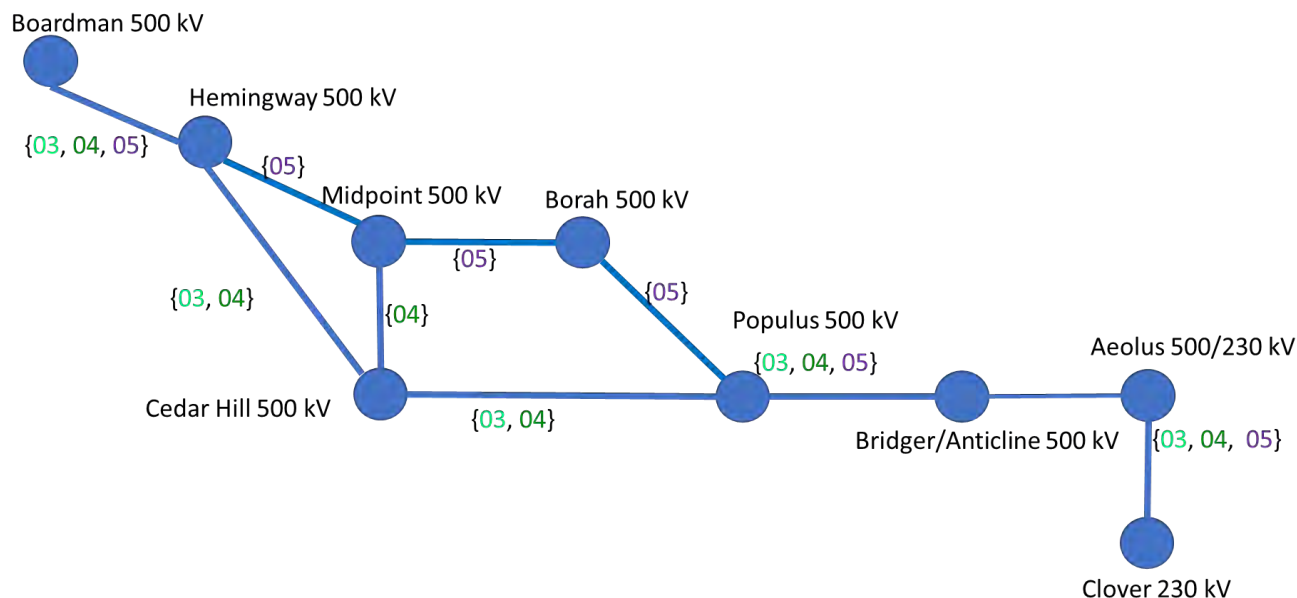 Boardman 500 kV
Hemingway 500 kV
{03, 04, 05}
{05}
Midpoint 500 kV
Borah 500 kV
{05}
{03, 04}
{05}
{04}
Populus 500 kV
Aeolus 500/230 kV
{03, 04, 05}
Cedar Hill 500 kV
{03, 04}
Bridger/Anticline 500 kV
{03, 04, 05}
Clover 230 kV